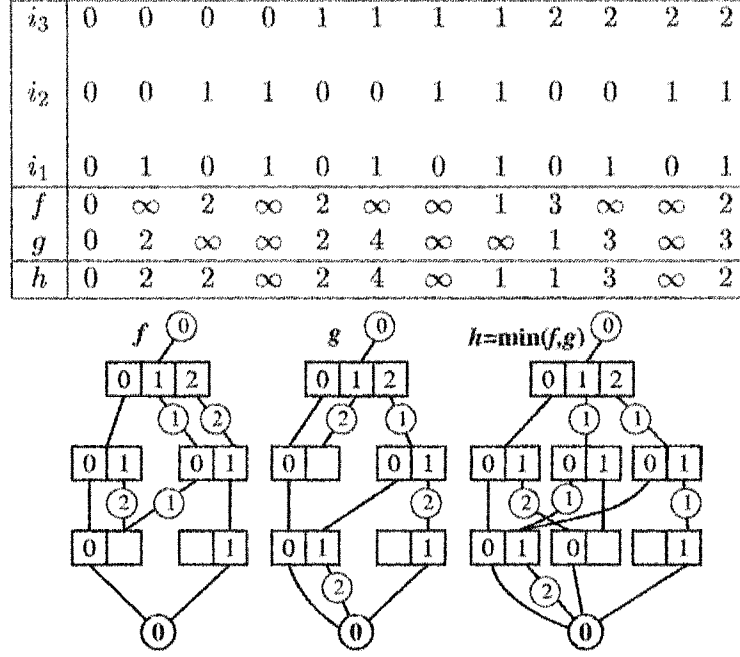 i3 0 0 0 0 1 1 1 1 2 2 2 2
i2 0 0 1 1 0 0 1 1 0 0 1 1
i1 0 1 0 1 0 1 0 1 0 1 0 1
f 0 ∞ 2 ∞ 2 ∞ ∞ 1 3 ∞ ∞ 2
g 0 2 ∞ ∞ 2 4 ∞ ∞ 1 3 ∞ 3
h 0 2 2 ∞ 2 4 ∞ 1 1 3 ∞ 2
f 0 g 0 h=min(f,g) 0
0 1 2 0 1 2 0 1 2
1 2 2 1 1 1
0 1 0 1 0 0 1 0 1 0 1 0 1
2 1 2 2 1 1
0 1 0 1 1 0 1 0 1
2 2
0 0 0